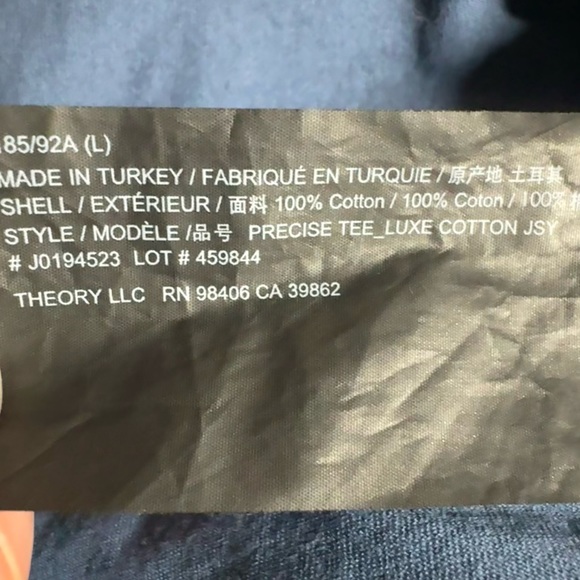 185/92A (L)
MADE IN TURKEY / FABRIQUÉ EN TURQUIE / 原产地 土耳其
SHELL / EXTÉRIEUR / 面料 100% Cotton / 100% Coton / 100%
STYLE / MODÈLE /品号 PRECISE TEE_LUXE COTTON JSY
# J0194523 LOT # 459844
THEORY LLC RN 98406 CA 39862